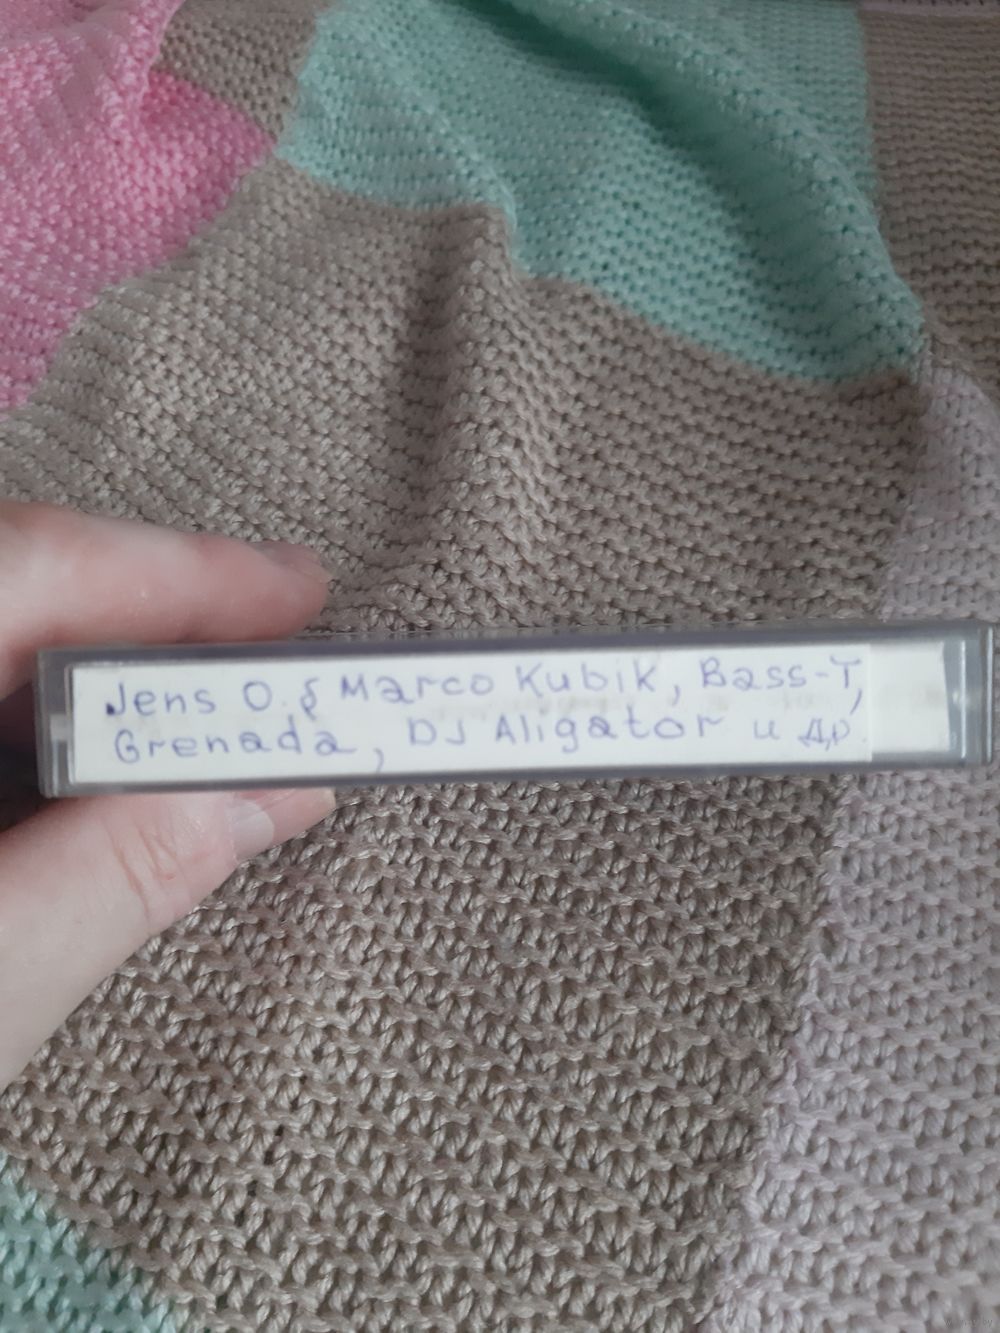 Jens O. & Marco Kubik, Bass-T,
Grenada, DJ Aligator и др.